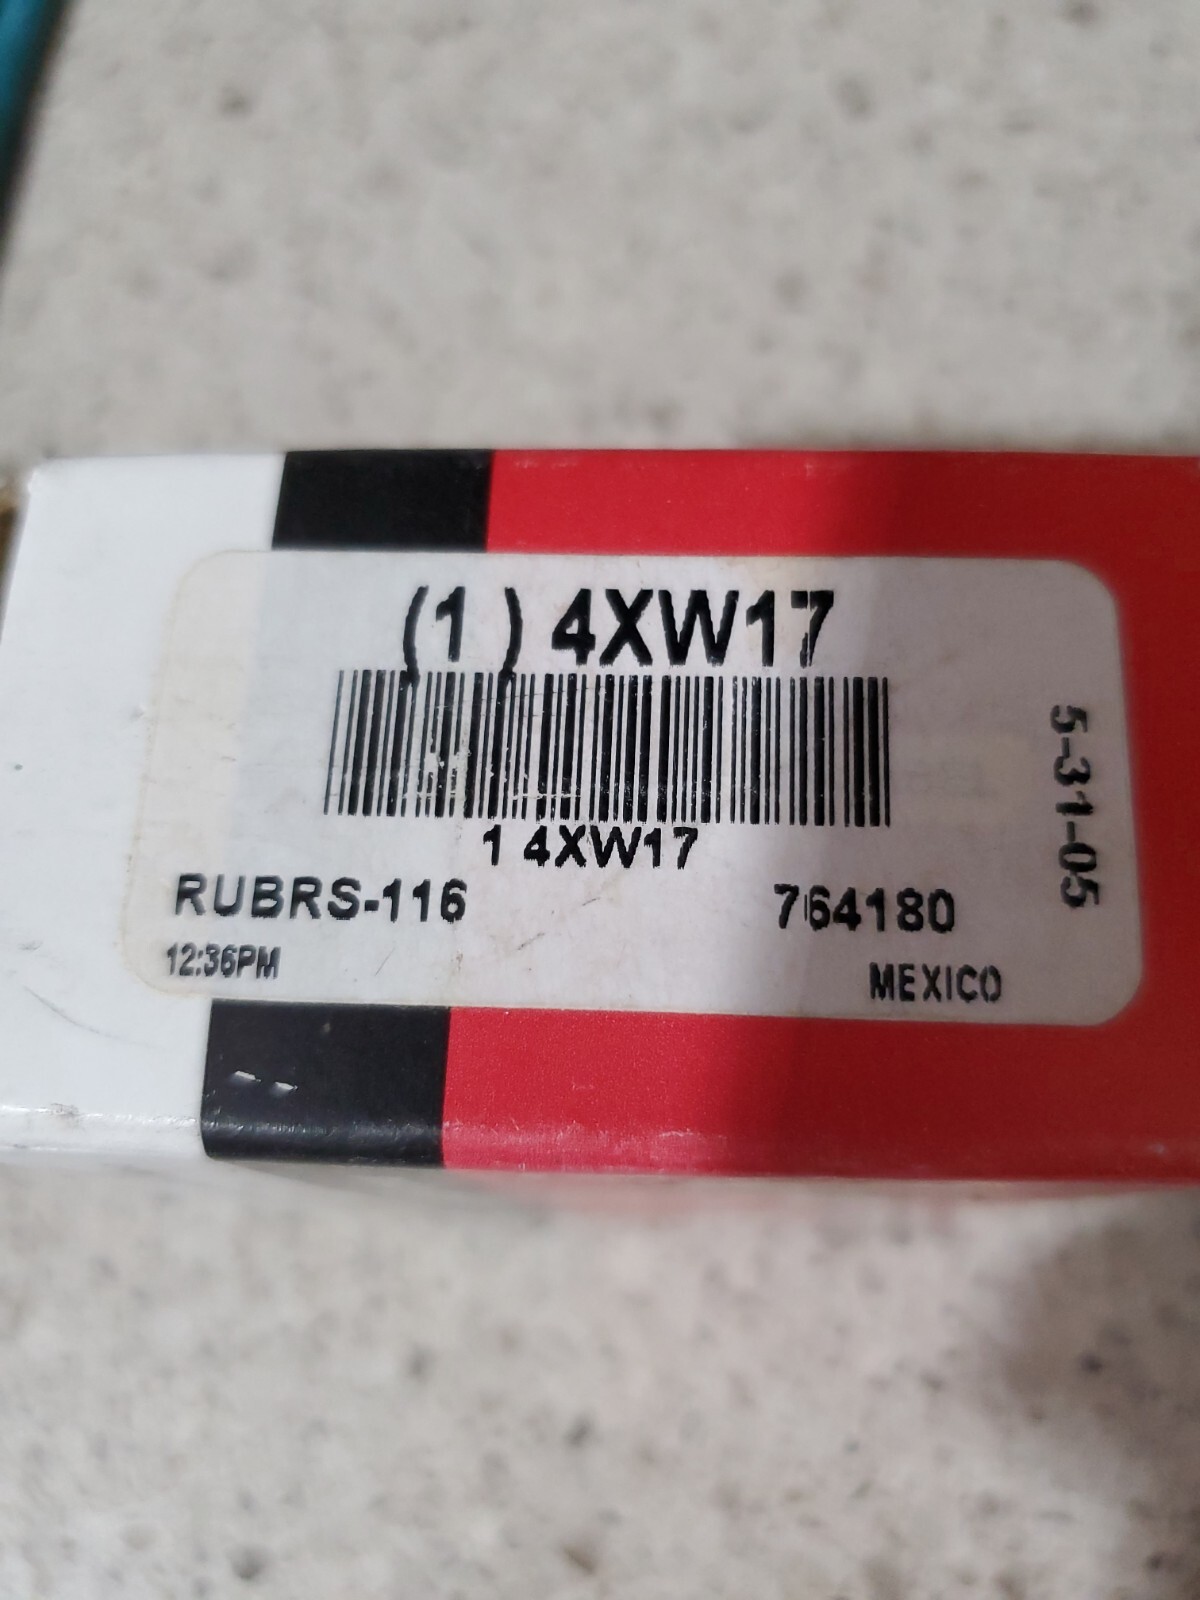 (1 ) 4XW17
1 4XW17
RUBRS-116 764180
12:36PM MEXICO
5-31-05